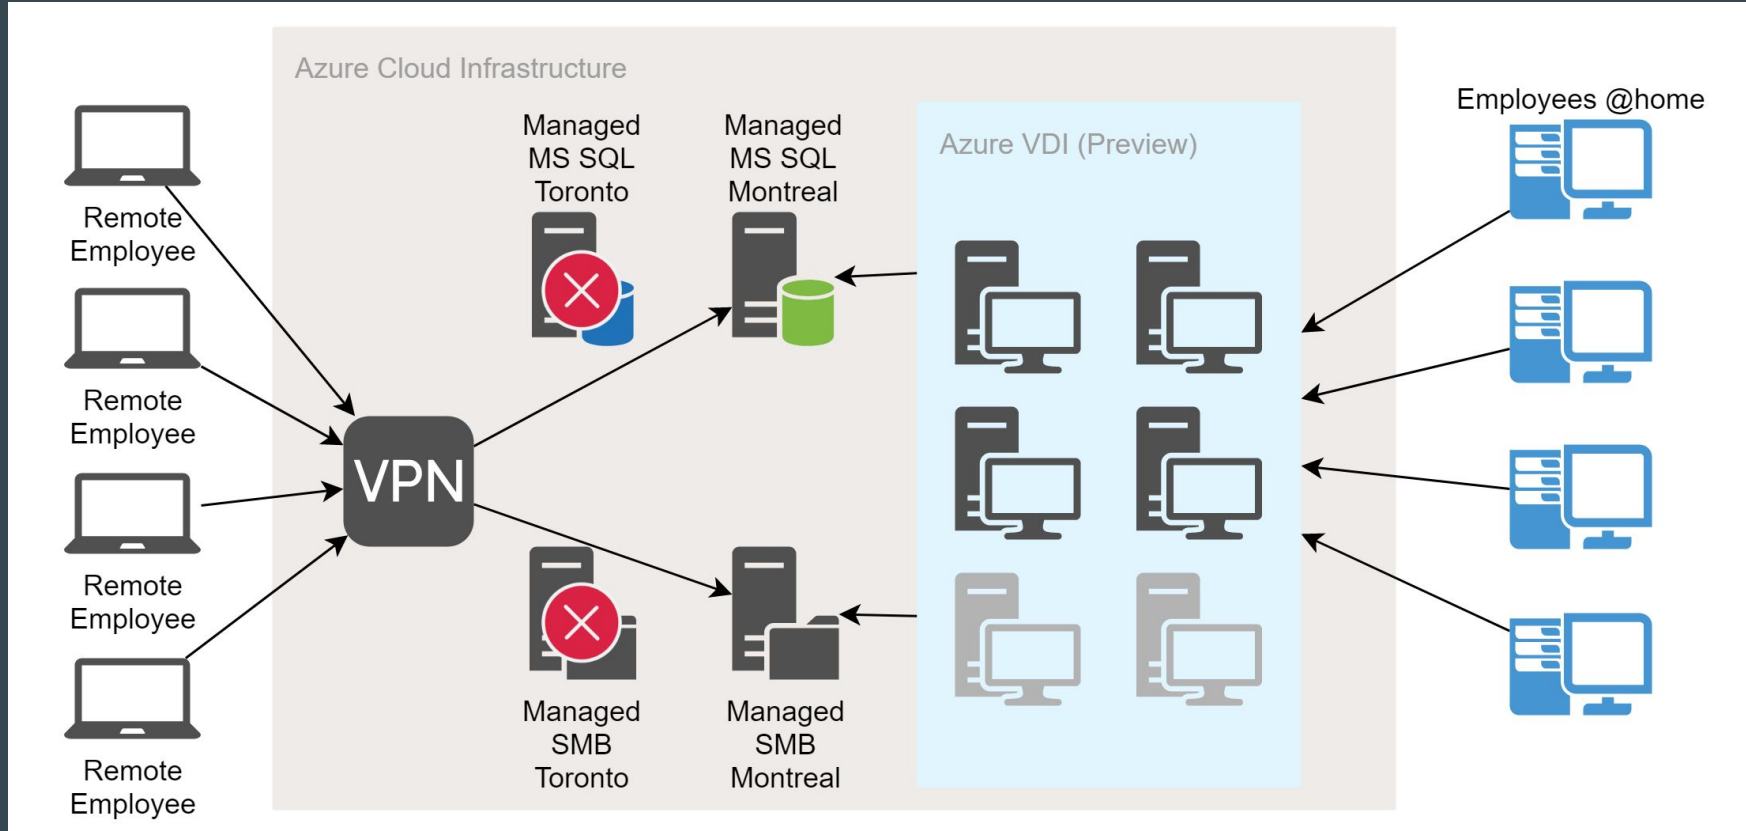 Azure Cloud Infrastructure
Employees @home
Managed
MS SQL
Toronto
Managed
MS SQL
Montreal
Azure VDI (Preview)
Remote
Employee
Remote
Employee
VPN
Remote
Employee
Managed
SMB
Toronto
Managed
SMB
Montreal
Remote
Employee